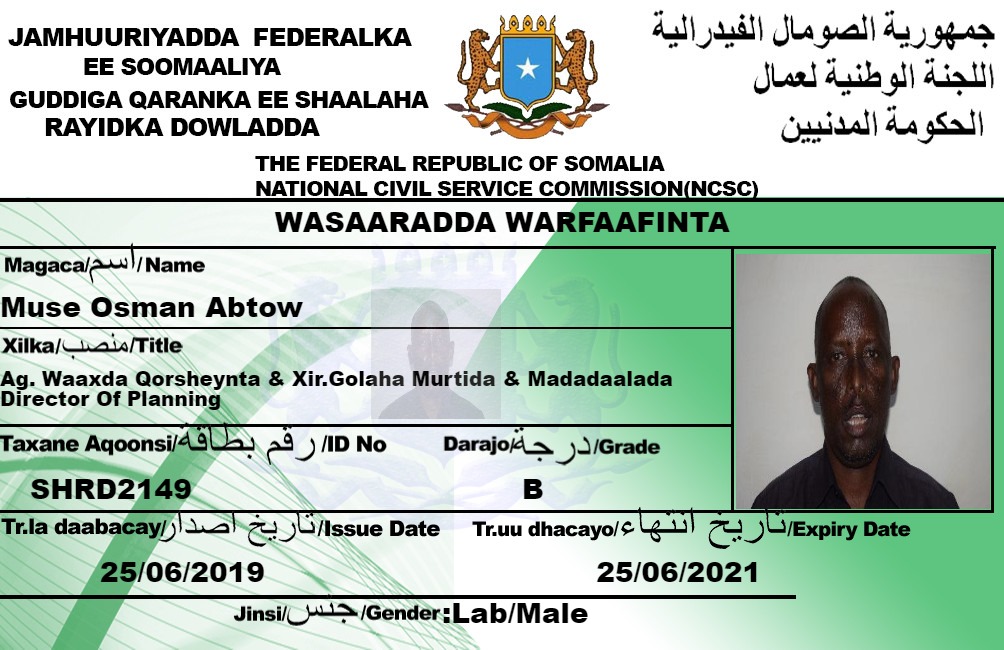 JAMHUURIYADDA FEDERALKA
EE SOOMAALIYA
GUDDIGA QARANKA EE SHAALAHA
RAYIDKA DOWLADDA
جمهورية الصومال الفيدرالية
اللجنة الوطنية لعمال
الحكومة المدنيين
THE FEDERAL REPUBLIC OF SOMALIA
NATIONAL CIVIL SERVICE COMMISSION(NCSC)
WASAARADDA WARFAAFINTA
Magaca/اسم/Name
Muse Osman Abtow
Xilka/منصب/Title
Ag. Waaxda Qorsheynta & Xir.Golaha Murtida & Madadaalada
Director Of Planning
Taxane Aqoonsi/رقم بطاقة/ID No Darajo/درجة/Grade
SHRD2149 B
Tr.la daabacay/تاريخ اصدار/Issue Date Tr.uu dhacayo/تاريخ انتهاء/Expiry Date
25/06/2019 25/06/2021
Jinsi/جنس/Gender:Lab/Male